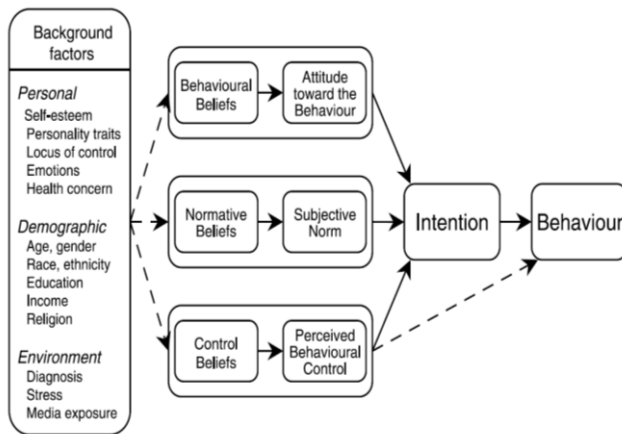 Background
factors
Personal
Self-esteem
Personality traits
Locus of control
Emotions
Health concern
Demographic
Age, gender
Race, ethnicity
Education
Income
Religion
Environment
Diagnosis
Stress
Media exposure
Behavioural
Beliefs
Attitude
toward the
Behaviour
Normative
Beliefs
Subjective
Norm
Control
Beliefs
Perceived
Behavioural
Control
Intention
Behaviour